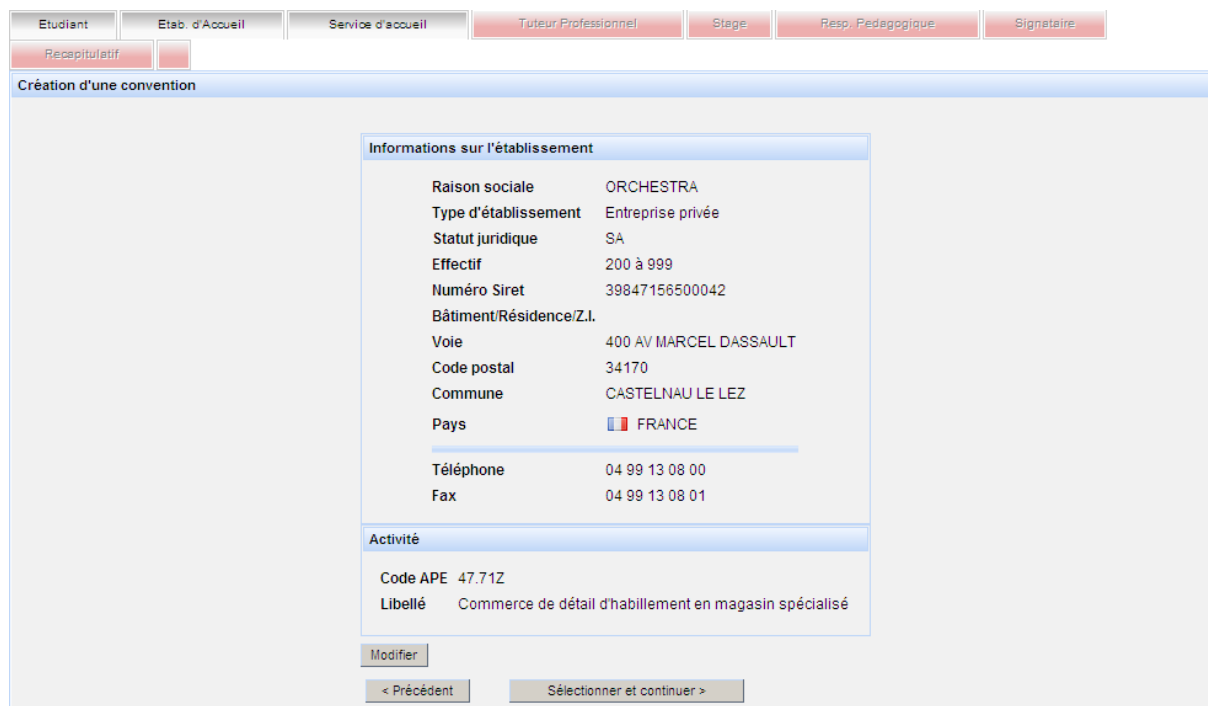 Etudiant Etab. d'Accueil Service d'accueil Tuteur Professionnel Stage Resp. Pedagogique Signataire
Recapitulatif
Création d'une convention
Informations sur l'établissement
Raison sociale ORCHESTRA
Type d'établissement Entreprise privée
Statut juridique SA
Effectif 200 à 999
Numéro Siret 39847156500042
Bâtiment/Résidence/Z.I.
Voie 400 AV MARCEL DASSAULT
Code postal 34170
Commune CASTELNAU LE LEZ
Pays FRANCE
Téléphone 04 99 13 08 00
Fax 04 99 13 08 01
Activité
Code APE 47.71Z
Libellé Commerce de détail d'habillement en magasin spécialisé
Modifier
< Précédent Sélectionner et continuer >